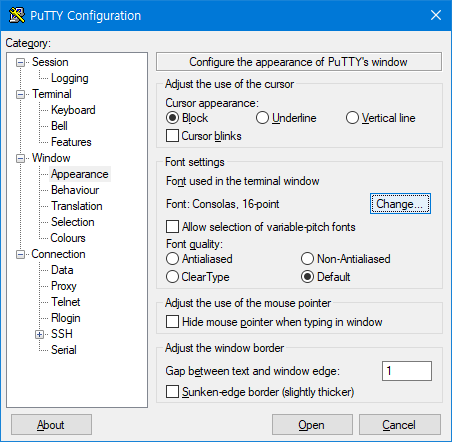 PuTTY Configuration
Category:
Session
Logging
Terminal
Keyboard
Bell
Features
Window
Appearance
Behaviour
Translation
Selection
Colours
Connection
Data
Proxy
Telnet
Rlogin
SSH
Serial
Configure the appearance of PuTTY's window
Adjust the use of the cursor
Cursor appearance:
Block Underline Vertical line
Cursor blinks
Font settings
Font used in the terminal window
Font: Consolas, 16-point Change...
Allow selection of variable-pitch fonts
Font quality:
Antialiased Non-Antialiased
ClearType Default
Adjust the use of the mouse pointer
Hide mouse pointer when typing in window
Adjust the window border
Gap between text and window edge: 1
Sunken-edge border (slightly thicker)
About Open Cancel